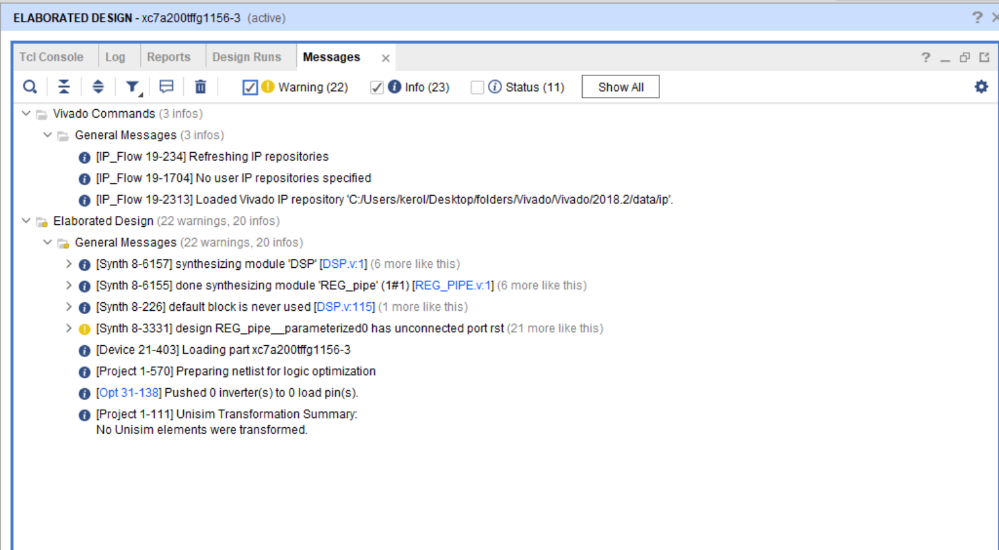 ELABORATED DESIGN - xc7a200tffg1156-3 (active)
Tcl Console Log Reports Design Runs Messages
Warning (22) Info (23) Status (11) Show All
Vivado Commands (3 infos)
General Messages (3 infos)
[IP_Flow 19-234] Refreshing IP repositories
[IP_Flow 19-1704] No user IP repositories specified
[IP_Flow 19-2313] Loaded Vivado IP repository 'C:/Users/kerol/Desktop/folders/Vivado/Vivado/2018.2/data/ip'.
Elaborated Design (22 warnings, 20 infos)
General Messages (22 warnings, 20 infos)
[Synth 8-6157] synthesizing module 'DSP' [DSP.v:1] (6 more like this)
[Synth 8-6155] done synthesizing module 'REG_pipe' (1#1) [REG_PIPE.v:1] (6 more like this)
[Synth 8-226] default block is never used [DSP.v:115] (1 more like this)
[Synth 8-3331] design REG_pipe__parameterized0 has unconnected port rst (21 more like this)
[Device 21-403] Loading part xc7a200tffg1156-3
[Project 1-570] Preparing netlist for logic optimization
[Opt 31-138] Pushed 0 inverter(s) to 0 load pin(s).
[Project 1-111] Unisim Transformation Summary:
No Unisim elements were transformed.